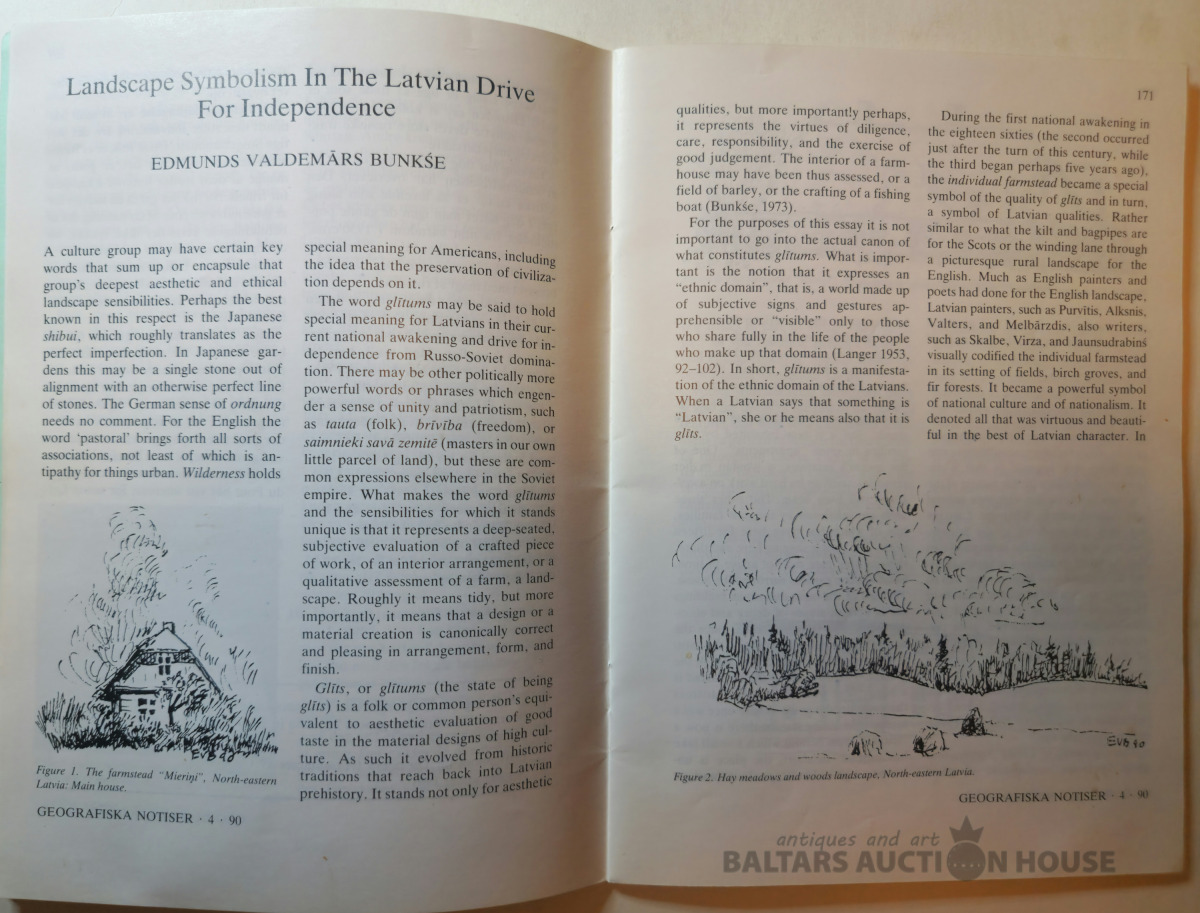 Landscape Symbolism In The Latvian Drive
For Independence
EDMUNDS VALDEMĀRS BUNKŚE
A culture group may have certain key
words that sum up or encapsule that
group's deepest aesthetic and ethical
landscape sensibilities. Perhaps the best
known in this respect is the Japanese
shibui, which roughly translates as the
perfect imperfection. In Japanese gar-
dens this may be a single stone out of
alignment with an otherwise perfect line
of stones. The German sense of ordnung
needs no comment. For the English the
word 'pastoral' brings forth all sorts of
associations, not least of which is an-
tipathy for things urban. Wilderness holds
EVB 90
Figure 1. The farmstead "Mieriņi", North-eastern
Latvia: Main house.
GEOGRAFISKA NOTISER · 4 · 90
special meaning for Americans, including
the idea that the preservation of civiliza-
tion depends on it.
The word glītums may be said to hold
special meaning for Latvians in their cur-
rent national awakening and drive for in-
dependence from Russo-Soviet domina-
tion. There may be other politically more
powerful words or phrases which engen-
der a sense of unity and patriotism, such
as tauta (folk), brīvība (freedom), or
saimnieki savā zemitē (masters in our own
little parcel of land), but these are com-
mon expressions elsewhere in the Soviet
empire. What makes the word glītums
and the sensibilities for which it stands
unique is that it represents a deep-seated,
subjective evaluation of a crafted piece
of work, of an interior arrangement, or a
qualitative assessment of a farm, a land-
scape. Roughly it means tidy, but more
importantly, it means that a design or a
material creation is canonically correct
and pleasing in arrangement, form, and
finish.
Glīts, or glītums (the state of being
glīts) is a folk or common person's equi-
valent to aesthetic evaluation of good
taste in the material designs of high cul-
ture. As such it evolved from historic
traditions that reach back into Latvian
prehistory. It stands not only for aesthetic
171
qualities, but more importantly perhaps,
it represents the virtues of diligence,
care, responsibility, and the exercise of
good judgement. The interior of a farm-
house may have been thus assessed, or a
field of barley, or the crafting of a fishing
boat (Bunkśe, 1973).
For the purposes of this essay it is not
important to go into the actual canon of
what constitutes glītums. What is impor-
tant is the notion that it expresses an
"ethnic domain", that is, a world made up
of subjective signs and gestures ap-
prehensible or "visible" only to those
who share fully in the life of the people
who make up that domain (Langer 1953,
92–102). In short, glītums is a manifesta-
tion of the ethnic domain of the Latvians.
When a Latvian says that something is
"Latvian", she or he means also that it is
glīts.
During the first national awakening in
the eighteen sixties (the second occurred
just after the turn of this century, while
the third began perhaps five years ago),
the individual farmstead became a special
symbol of the quality of glīts and in turn,
a symbol of Latvian qualities. Rather
similar to what the kilt and bagpipes are
for the Scots or the winding lane through
a picturesque rural landscape for the
English. Much as English painters and
poets had done for the English landscape,
Latvian painters, such as Purvītis, Alksnis,
Valters, and Melbārzdis, also writers,
such as Skalbe, Virza, and Jaunsudrabiņś
visually codified the individual farmstead
in its setting of fields, birch groves, and
fir forests. It became a powerful symbol
of national culture and of nationalism. It
denoted all that was virtuous and beauti-
ful in the best of Latvian character. In
EVB 90
Figure 2. Hay meadows and woods landscape, North-eastern Latvia.
GEOGRAFISKA NOTISER · 4 · 90
antiques and art
BALTARS AUCTION HOUSE